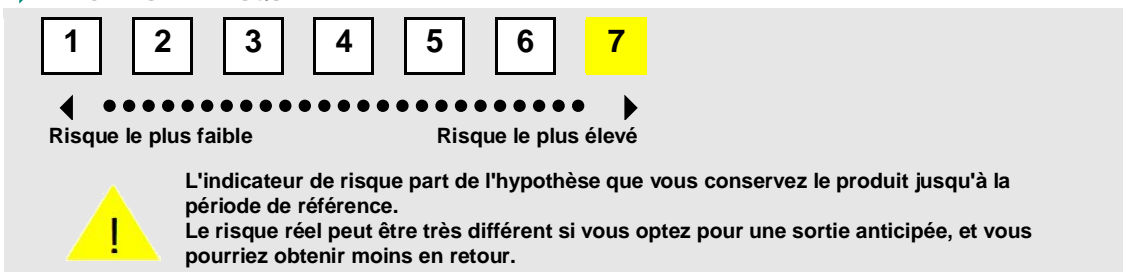 1 2 3 4 5 6 7
Risque le plus faible Risque le plus élevé
L'indicateur de risque part de l'hypothèse que vous conservez le produit jusqu'à la
période de référence.
! Le risque réel peut être très différent si vous optez pour une sortie anticipée, et vous
pourriez obtenir moins en retour.